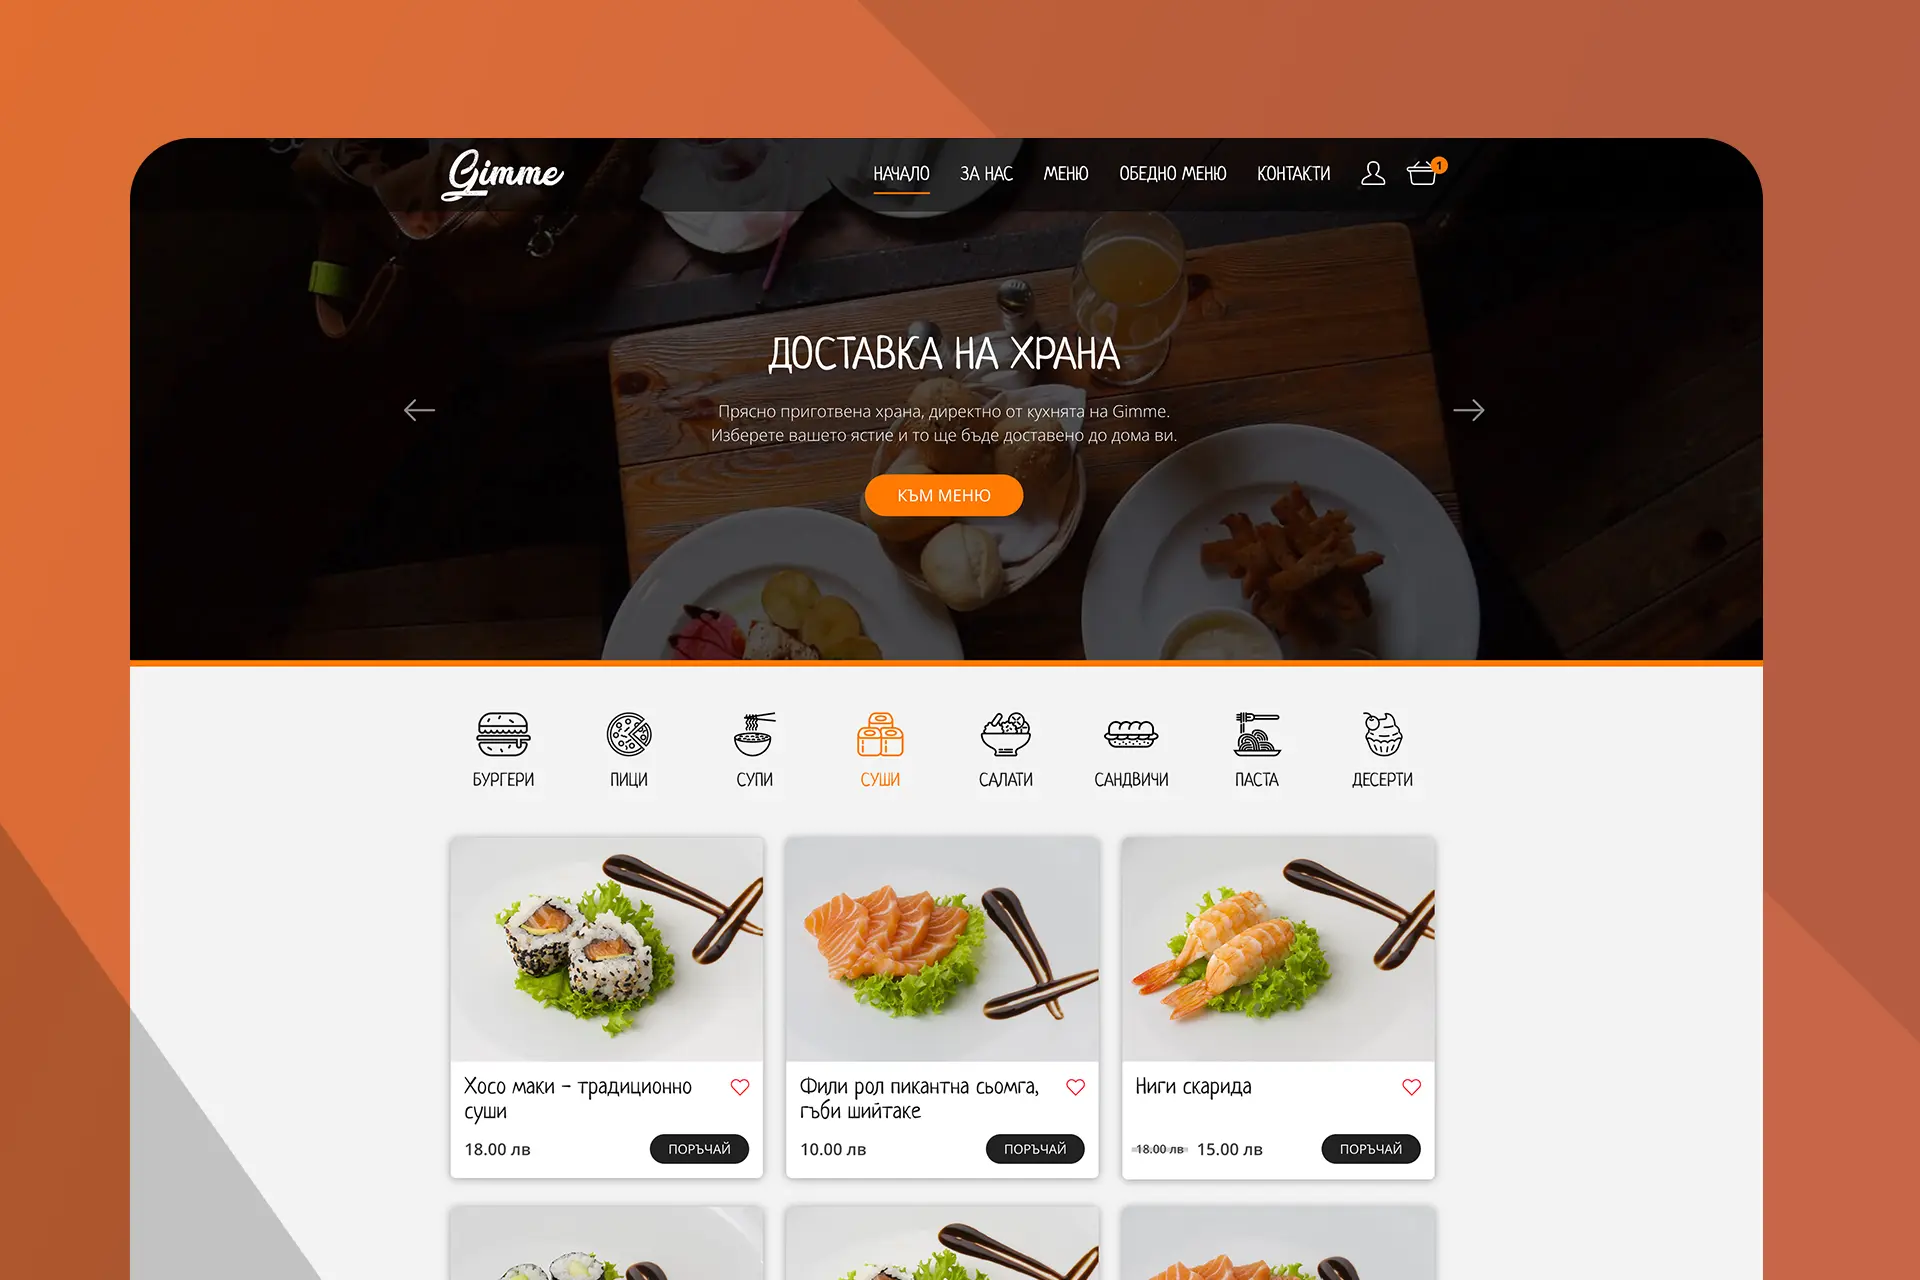 Gimme
НАЧАЛО
ЗА НАС
МЕНЮ
ОБЕДНО МЕНЮ
КОНТАКТИ
1
ДОСТАВКА НА ХРАНА
Прясно приготвена храна, директно от кухнята на Gimme.
Изберете вашето ястие и то ще бъде доставено до дома ви.
КЪМ МЕНЮ
БУРГЕРИ
ПИЦИ
СУПИ
СУШИ
САЛАТИ
САНДВИЧИ
ПАСТА
ДЕСЕРТИ
Хосо маки - традиционно
суши
18.00 лв
ПОРЪЧАЙ
Фили рол пикантна сьомга,
гъби шийтаке
10.00 лв
ПОРЪЧАЙ
Ниги скарида
18.00 лв 15.00 лв
ПОРЪЧАЙ